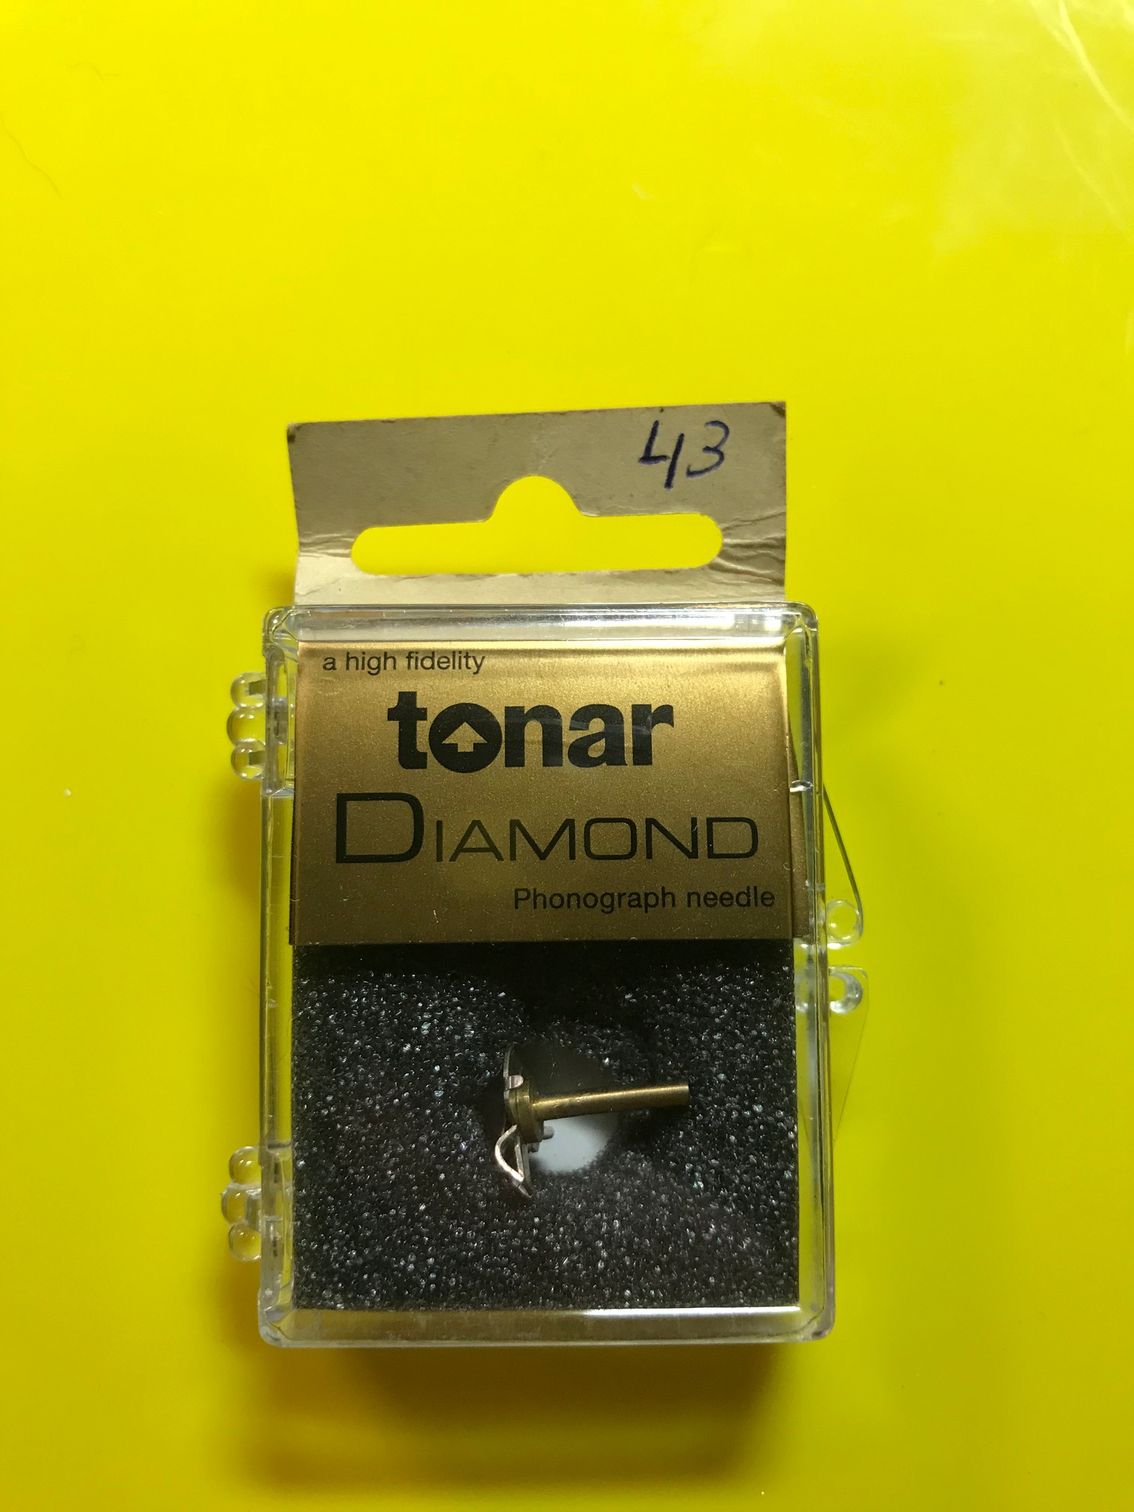 43
a high fidelity
tonar
DIAMOND
Phonograph needle